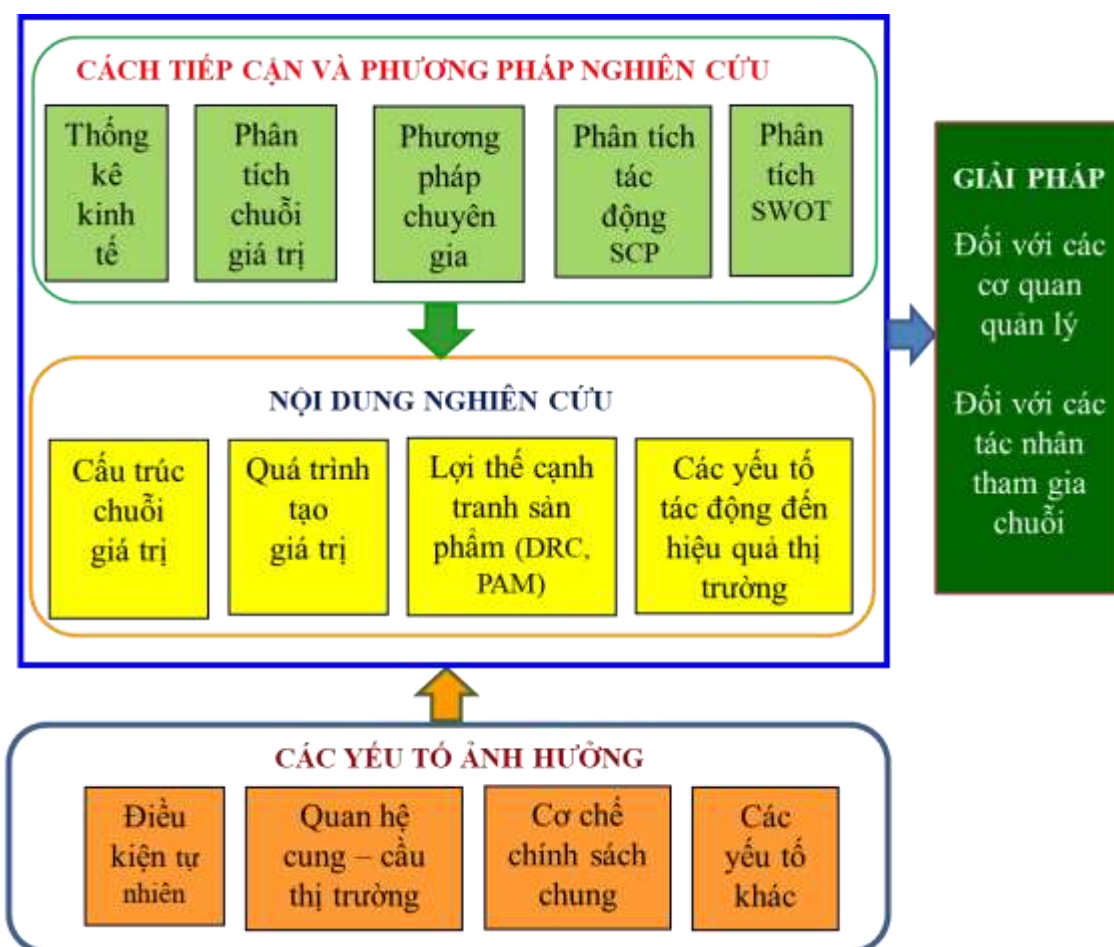 CÁCH TIẾP CẬN VÀ PHƯƠNG PHÁP NGHIÊN CỨU
Thống
kê
kinh
tế
Phân
tích
chuỗi
giá trị
Phương
pháp
chuyên
gia
Phân tích
tác
động
SCP
Phân
tích
SWOT
NỘI DUNG NGHIÊN CỨU
Cấu trúc
chuỗi
giá trị
Quá trình
tạo
giá trị
Lợi thế cạnh
tranh sản
phẩm (DRC,
PAM)
Các yếu tố
tác động đến
hiệu quả thị
trường
CÁC YẾU TỐ ẢNH HƯỞNG
Điều
kiện tự
nhiên
Quan hệ
cung – cầu
thị trường
Cơ chế
chính sách
chung
Các
yếu tố
khác
GIẢI PHÁP
Đối với các
cơ quan
quản lý
Đối với các
tác nhân
tham gia
chuỗi